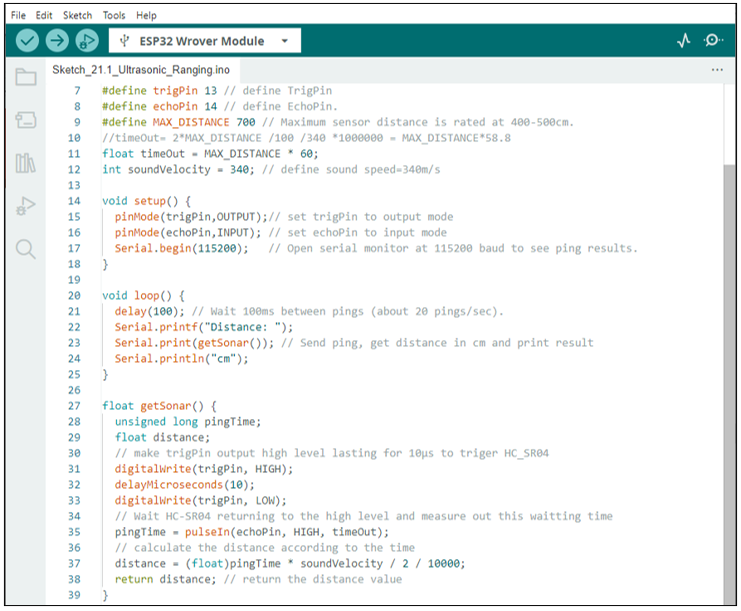 File Edit Sketch Tools Help
ESP32 Wrover Module
Sketch_21.1_Ultrasonic_Ranging.ino ...
7 #define trigPin 13 // define TrigPin
8 #define echoPin 14 // define EchoPin.
9 #define MAX_DISTANCE 700 // Maximum sensor distance is rated at 400-500cm.
10 //timeOut= 2*MAX_DISTANCE /100 /340 *1000000 = MAX_DISTANCE*58.8
11 float timeOut = MAX_DISTANCE * 60;
12 int soundVelocity = 340; // define sound speed=340m/s
13
14 void setup() {
15 pinMode(trigPin,OUTPUT);// set trigPin to output mode
16 pinMode(echoPin,INPUT); // set echoPin to input mode
17 Serial.begin(115200); // Open serial monitor at 115200 baud to see ping results.
18 }
19
20 void loop() {
21 delay(100); // Wait 100ms between pings (about 20 pings/sec).
22 Serial.printf("Distance: ");
23 Serial.print(getSonar()); // Send ping, get distance in cm and print result
24 Serial.println("cm");
25 }
26
27 float getSonar() {
28 unsigned long pingTime;
29 float distance;
30 // make trigPin output high level lasting for 10μs to triger HC_SR04
31 digitalWrite(trigPin, HIGH);
32 delayMicroseconds(10);
33 digitalWrite(trigPin, LOW);
34 // Wait HC-SR04 returning to the high level and measure out this waitting time
35 pingTime = pulseIn(echoPin, HIGH, timeOut);
36 // calculate the distance according to the time
37 distance = (float)pingTime * soundVelocity / 2 / 10000;
38 return distance; // return the distance value
39 }